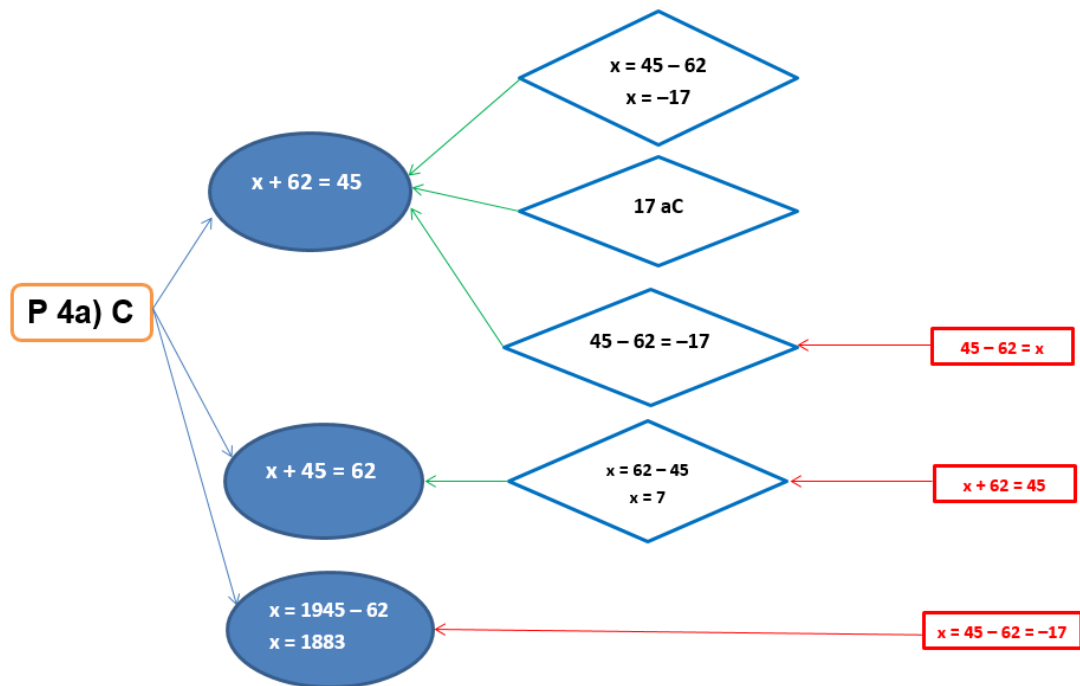 x = 45 – 62
x = –17
x + 62 = 45
17 aC
P 4a) C
45 – 62 = –17
45 – 62 = x
x + 45 = 62
x = 62 – 45
x = 7
x + 62 = 45
x = 1945 – 62
x = 1883
x = 45 – 62 = –17